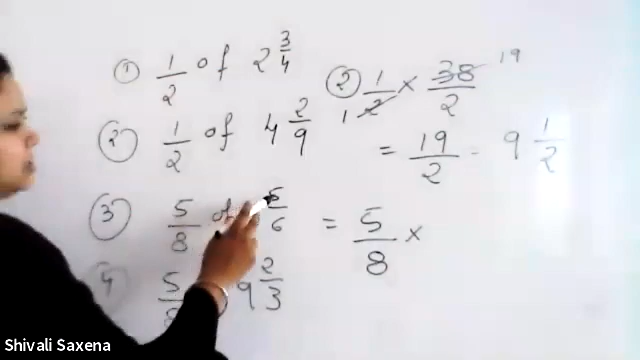 ① 1/2 of 2 3/4
② 1/2 of 4 2/9
③ 5/8 of 5/6 = 5/8 ×
④ 5/8 9 2/3
② 1/2 × 38/2 1 19
= 19/2 - 9 1/2
Shivali Saxena